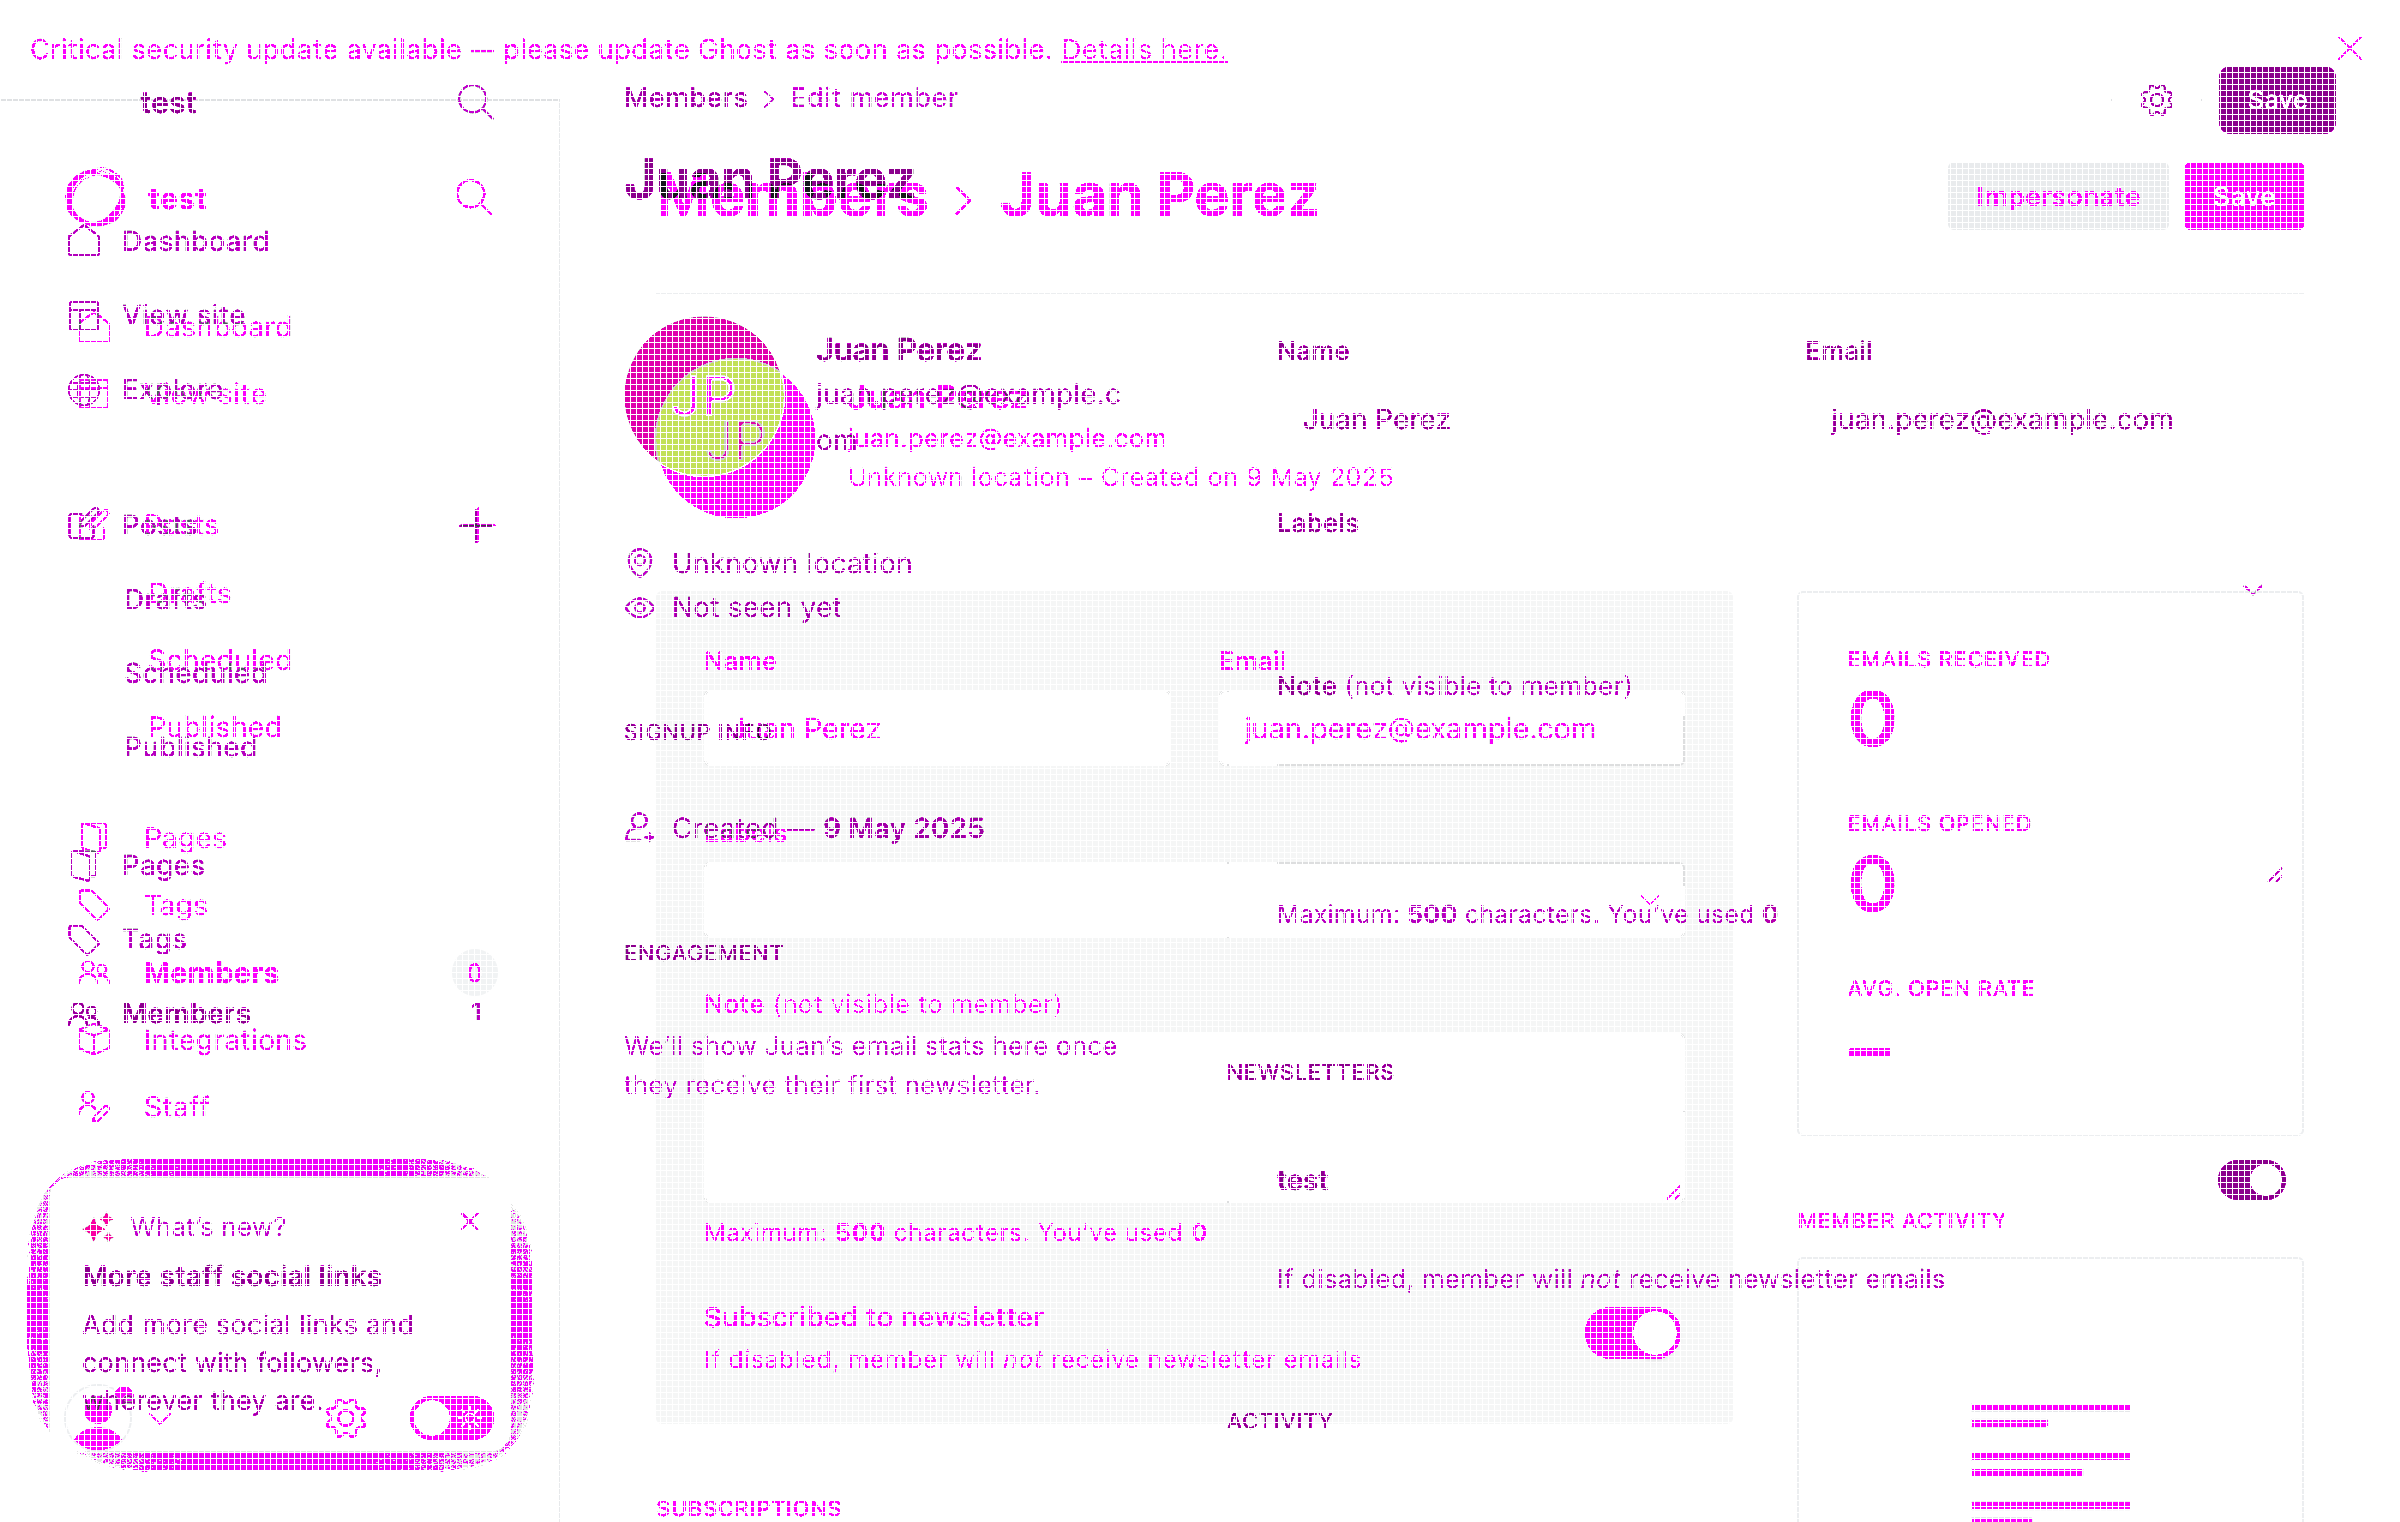 Critical security update available — please update Ghost as soon as possible. Details here.
test
Members › Edit member
Save
Juan Perez
Members › Juan Perez
Impersonate
Save
test
Dashboard
View site
Dashboard
Explore
View site
Juan Perez
Name
Email
juan.perez@example.c
om
Juan Perez
juan.perez@example.com
Unknown location – Created on 9 May 2025
JP
JP
Juan Perez
juan.perez@example.com
Labels
Posts
Posts
Drafts
Drafts
Unknown location
Not seen yet
Scheduled
Scheduled
Name
Email
Note (not visible to member)
EMAILS RECEIVED
0
Published
Published
SIGNUP INFO
Juan Perez
juan.perez@example.com
Pages
Pages
Created — 9 May 2025
Labels
EMAILS OPENED
0
Tags
Tags
Maximum: 500 characters. You've used 0
ENGAGEMENT
Members
0
Members
1
Note (not visible to member)
AVG. OPEN RATE
–
Integrations
We'll show Juan's email stats here once
they receive their first newsletter.
NEWSLETTERS
Staff
test
What's new?
Maximum: 500 characters. You've used 0
MEMBER ACTIVITY
More staff social links
If disabled, member will not receive newsletter emails
Add more social links and
connect with followers,
wherever they are.
Subscribed to newsletter
If disabled, member will not receive newsletter emails
ACTIVITY
SUBSCRIPTIONS